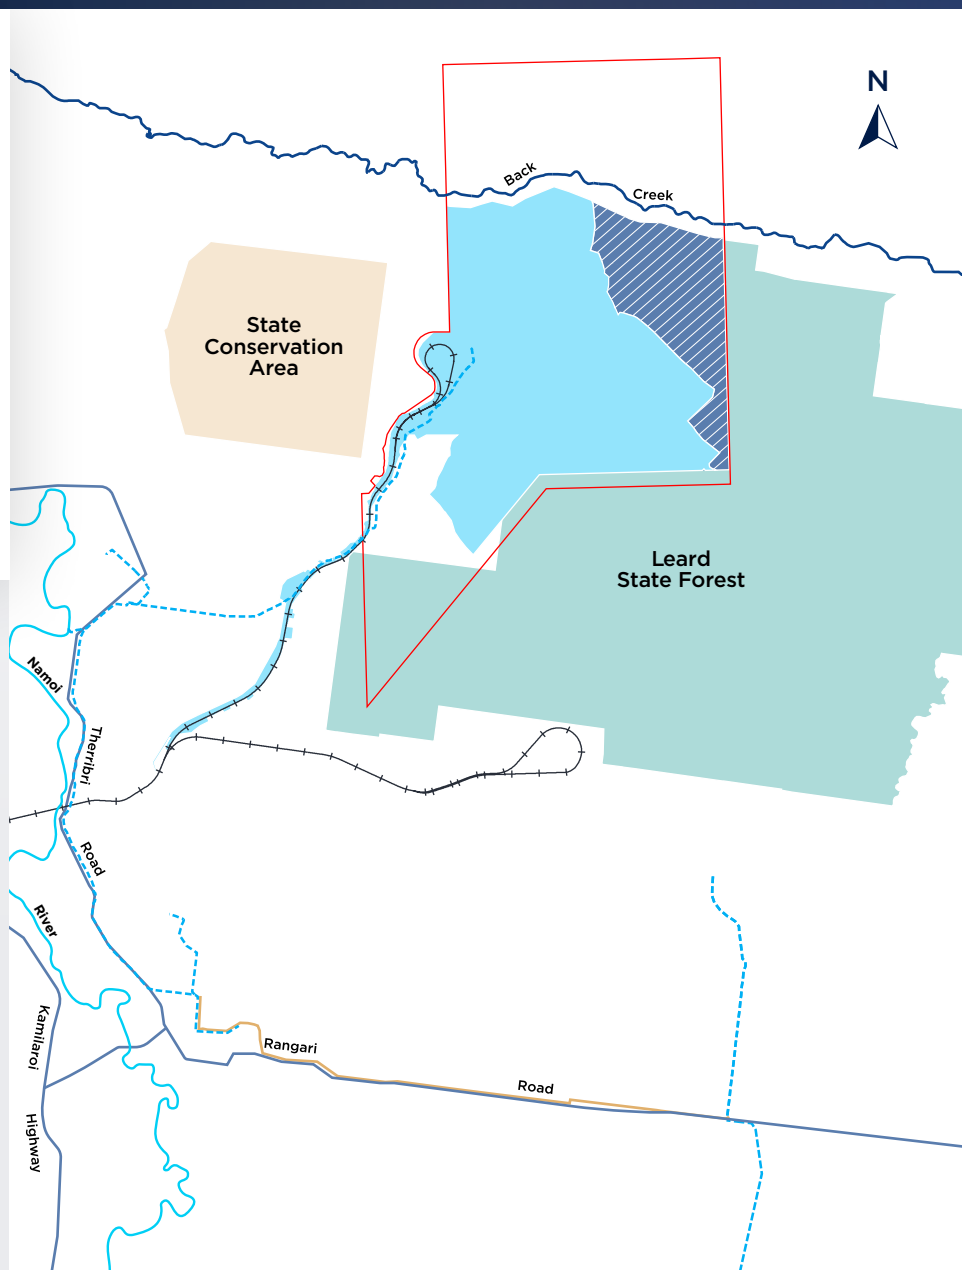 N
Back
Creek
State
Conservation
Area
Leard
State Forest
Namoi
Therribri
Road
River
Kamilaroi
Highway
Rangari
Road